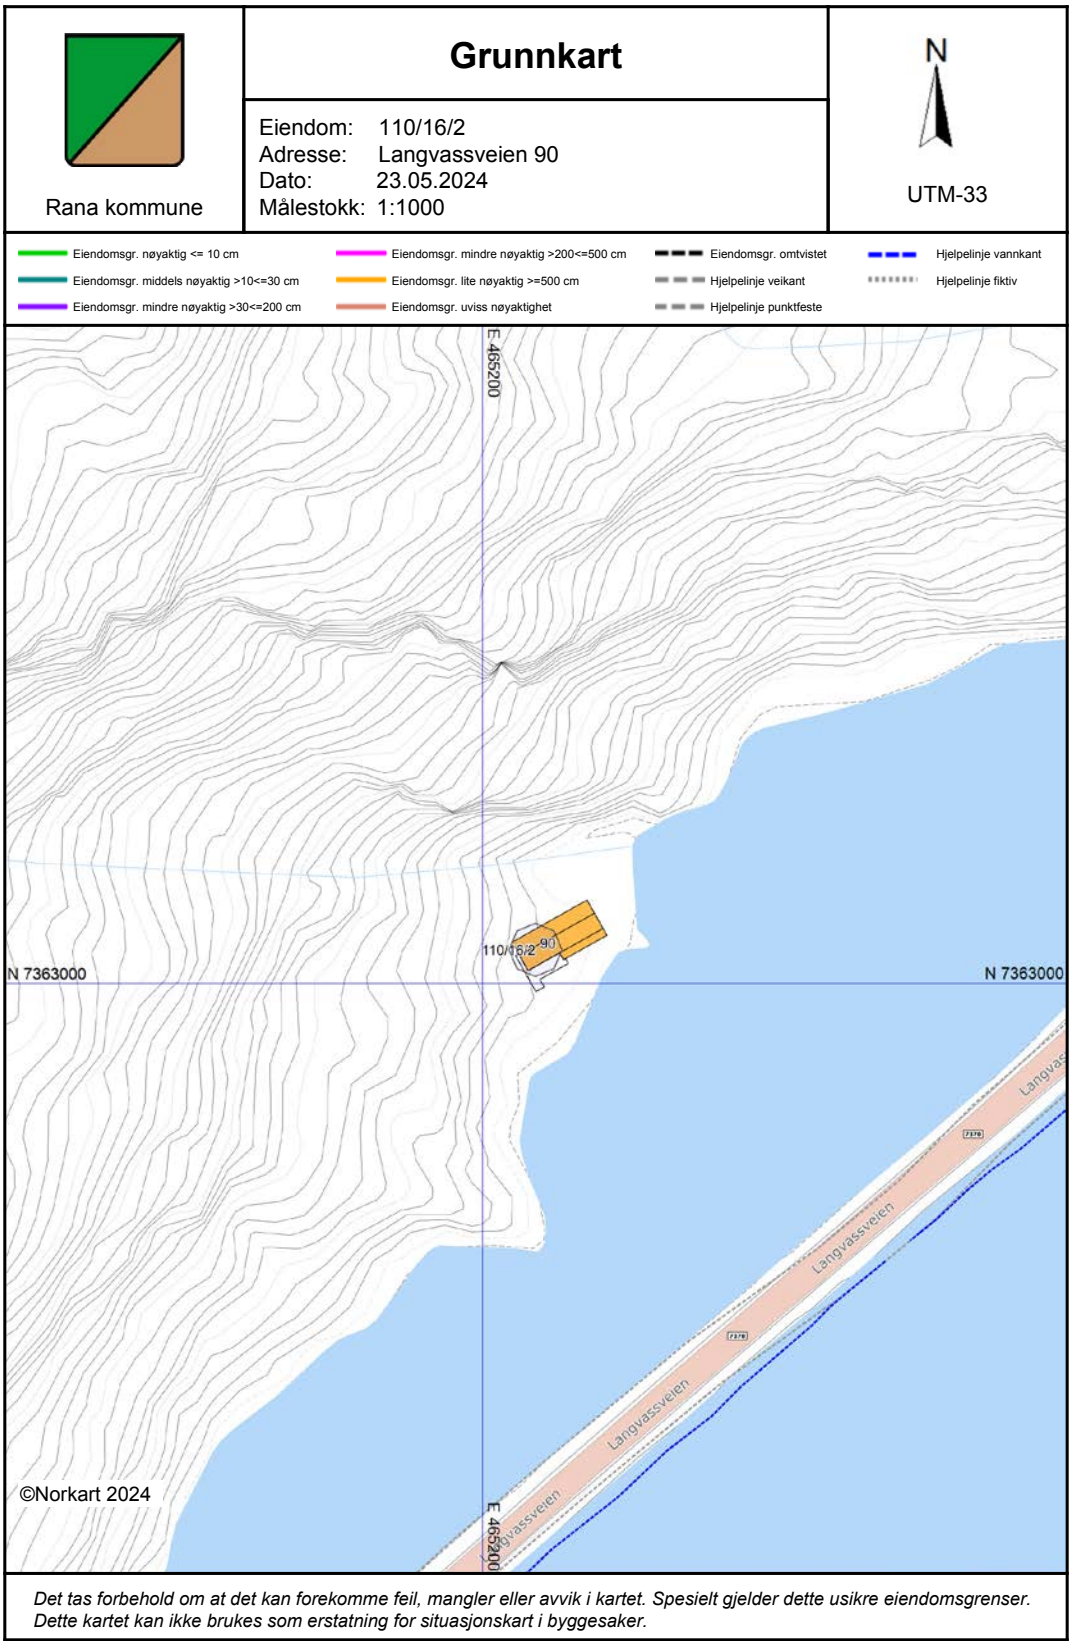 Rana kommune
Grunnkart
Eiendom: 110/16/2
Adresse: Langvassveien 90
Dato: 23.05.2024
Målestokk: 1:1000
N
UTM-33
Eiendomsgr. nøyaktig <= 10 cm
Eiendomsgr. middels nøyaktig >10<=30 cm
Eiendomsgr. mindre nøyaktig >30<=200 cm
Eiendomsgr. mindre nøyaktig >200<=500 cm
Eiendomsgr. lite nøyaktig >=500 cm
Eiendomsgr. uviss nøyaktighet
Eiendomsgr. omtvistet
Hjelpelinje veikant
Hjelpelinje punktfeste
Hjelpelinje vannkant
Hjelpelinje fiktiv
E 465200
110/16/2
90
N 7363000
N 7363000
Langvas
7370
Langvassveien
7370
Langvassveien
Langvassveien
E 465200
©Norkart 2024
Det tas forbehold om at det kan forekomme feil, mangler eller avvik i kartet. Spesielt gjelder dette usikre eiendomsgrenser.
Dette kartet kan ikke brukes som erstatning for situasjonskart i byggesaker.